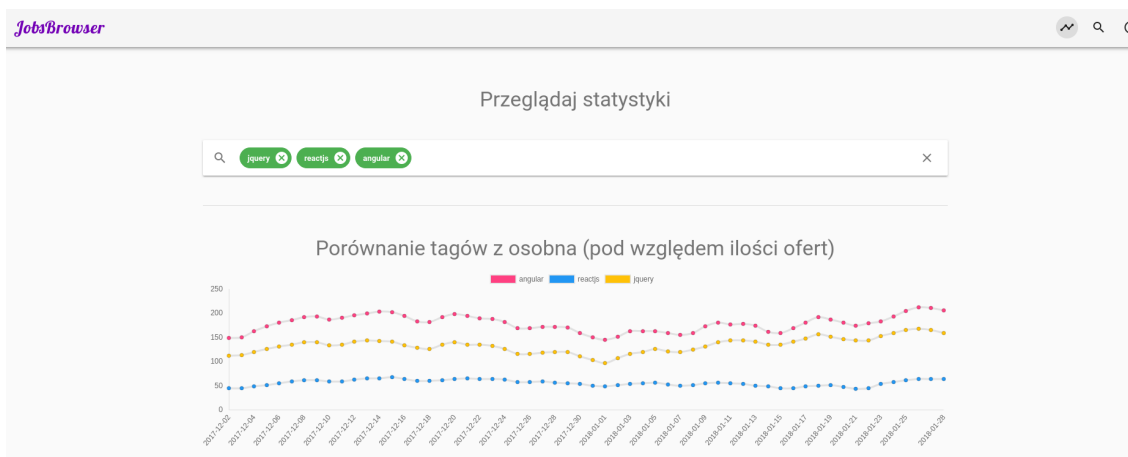 JobsBrowser
Przeglądaj statystyki
jquery reactjs angular
Porównanie tagów z osobna (pod względem ilości ofert)
angular reactjs jquery
250
200
150
100
50
0
2017-12-02 2017-12-04 2017-12-06 2017-12-08 2017-12-10 2017-12-12 2017-12-14 2017-12-16 2017-12-18 2017-12-20 2017-12-22 2017-12-24 2017-12-26 2017-12-28 2017-12-30 2018-01-01 2018-01-03 2018-01-05 2018-01-07 2018-01-09 2018-01-11 2018-01-13 2018-01-15 2018-01-17 2018-01-19 2018-01-21 2018-01-23 2018-01-25 2018-01-28